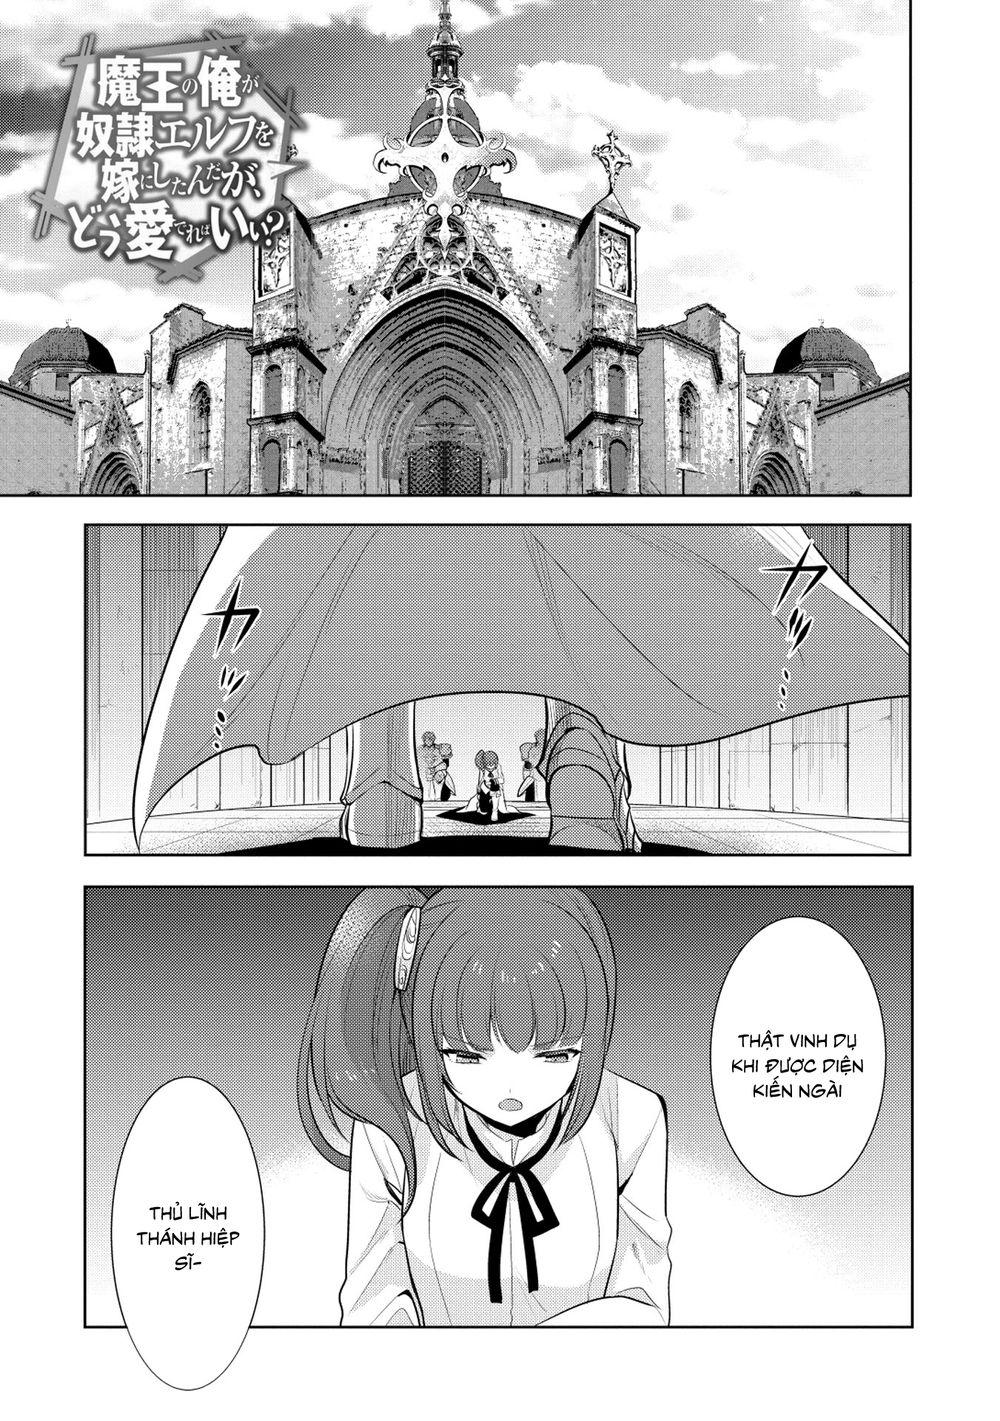 魔王の俺が
奴隷エルフを
嫁にしたんだが、
どう愛でればいい?
カッ
カッ
THẬT VINH DỰ
KHI ĐƯỢC DIỆN
KIẾN NGÀI
THỦ LĨNH
THÁNH HIỆP
SĨ-